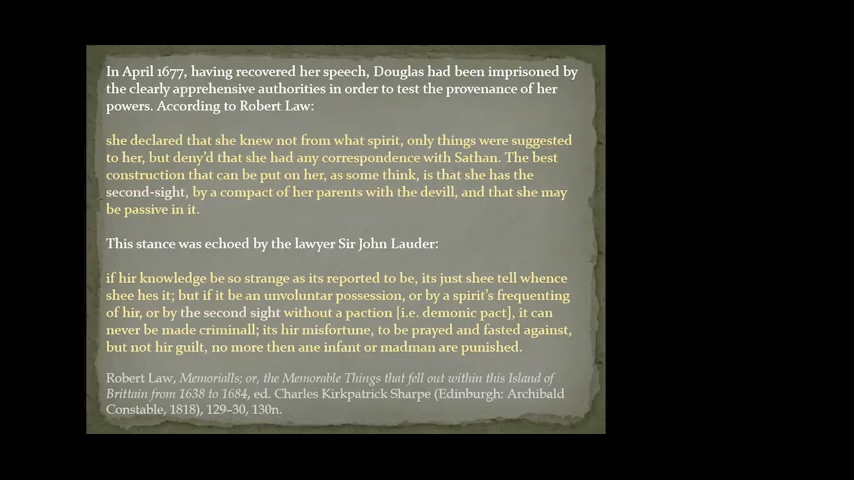 In April 1677, having recovered her speech, Douglas had been imprisoned by
the clearly apprehensive authorities in order to test the provenance of her
powers. According to Robert Law:
she declared that she knew not from what spirit, only things were suggested
to her, but deny'd that she had any correspondence with Sathan. The best
construction that can be put on her, as some think, is that she has the
second-sight, by a compact of her parents with the devill, and that she may
be passive in it.
This stance was echoed by the lawyer Sir John Lauder:
if hir knowledge be so strange as its reported to be, its just shee tell whence
shee hes it; but if it be an unvoluntar possession, or by a spirit's frequenting
of hir, or by the second sight without a paction [i.e. demonic pact], it can
never be made criminall; its hir misfortune, to be prayed and fasted against,
but not hir guilt, no more then ane infant or madman are punished.
Robert Law, Memorialls; or, the Memorable Things that fell out within this Island of
Brittain from 1638 to 1684, ed. Charles Kirkpatrick Sharpe (Edinburgh: Archibald
Constable, 1818), 129–30, 130n.